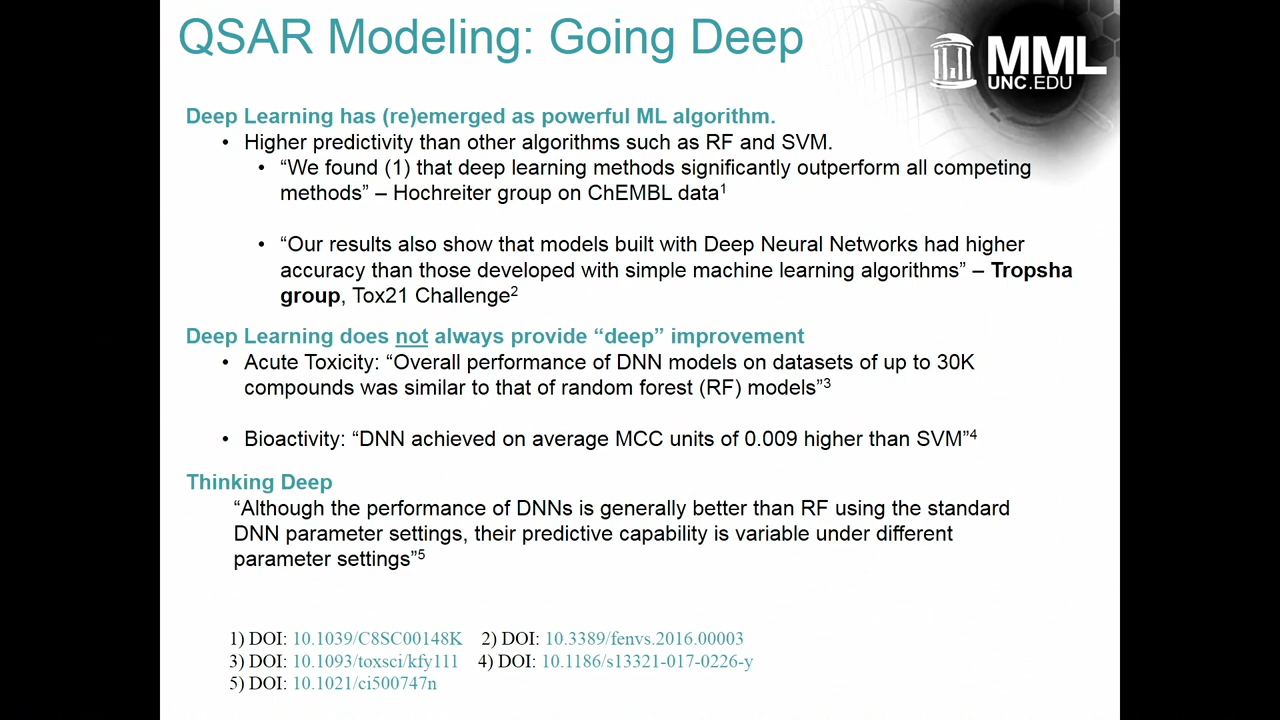 QSAR Modeling: Going Deep
MML
UNC.EDU
Deep Learning has (re)emerged as powerful ML algorithm.
• Higher predictivity than other algorithms such as RF and SVM.
• “We found (1) that deep learning methods significantly outperform all competing
methods” – Hochreiter group on ChEMBL data¹
• “Our results also show that models built with Deep Neural Networks had higher
accuracy than those developed with simple machine learning algorithms” – Tropsha
group, Tox21 Challenge²
Deep Learning does not always provide “deep” improvement
• Acute Toxicity: “Overall performance of DNN models on datasets of up to 30K
compounds was similar to that of random forest (RF) models”³
• Bioactivity: “DNN achieved on average MCC units of 0.009 higher than SVM”⁴
Thinking Deep
“Although the performance of DNNs is generally better than RF using the standard
DNN parameter settings, their predictive capability is variable under different
parameter settings”⁵
1) DOI: 10.1039/C8SC00148K 2) DOI: 10.3389/fenvs.2016.00003
3) DOI: 10.1093/toxsci/kfy111 4) DOI: 10.1186/s13321-017-0226-y
5) DOI: 10.1021/ci500747n